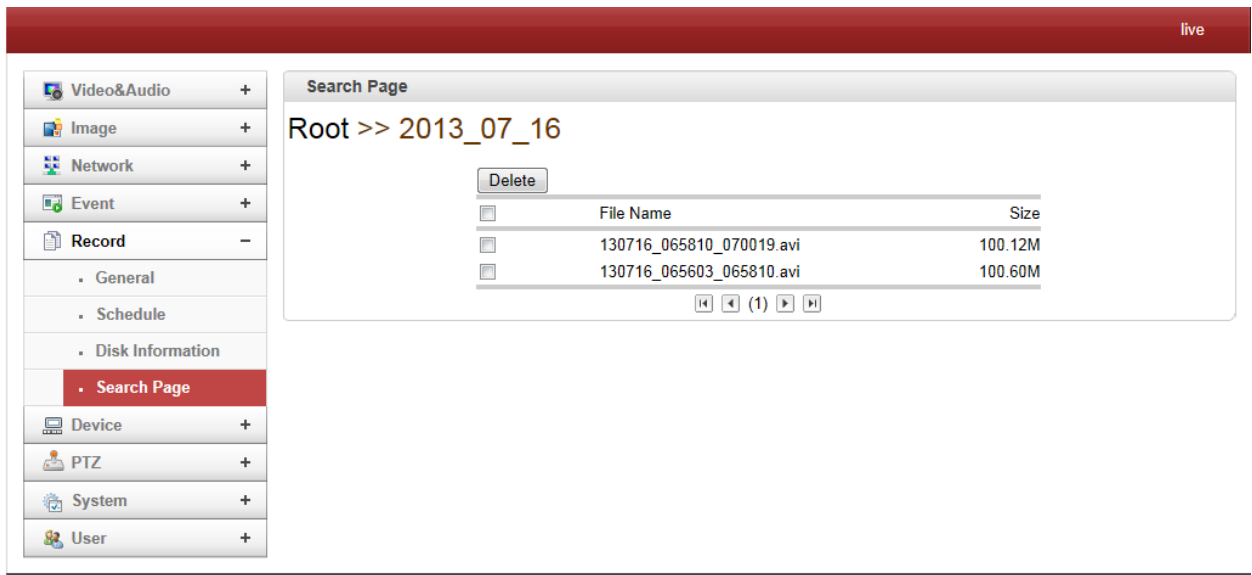 live
Video&Audio +
Image +
Network +
Event +
Record -
General
Schedule
Disk Information
Search Page
Device +
PTZ +
System +
User +
Search Page
Root >> 2013_07_16
Delete
File Name Size
130716_065810_070019.avi 100.12M
130716_065603_065810.avi 100.60M
(1)